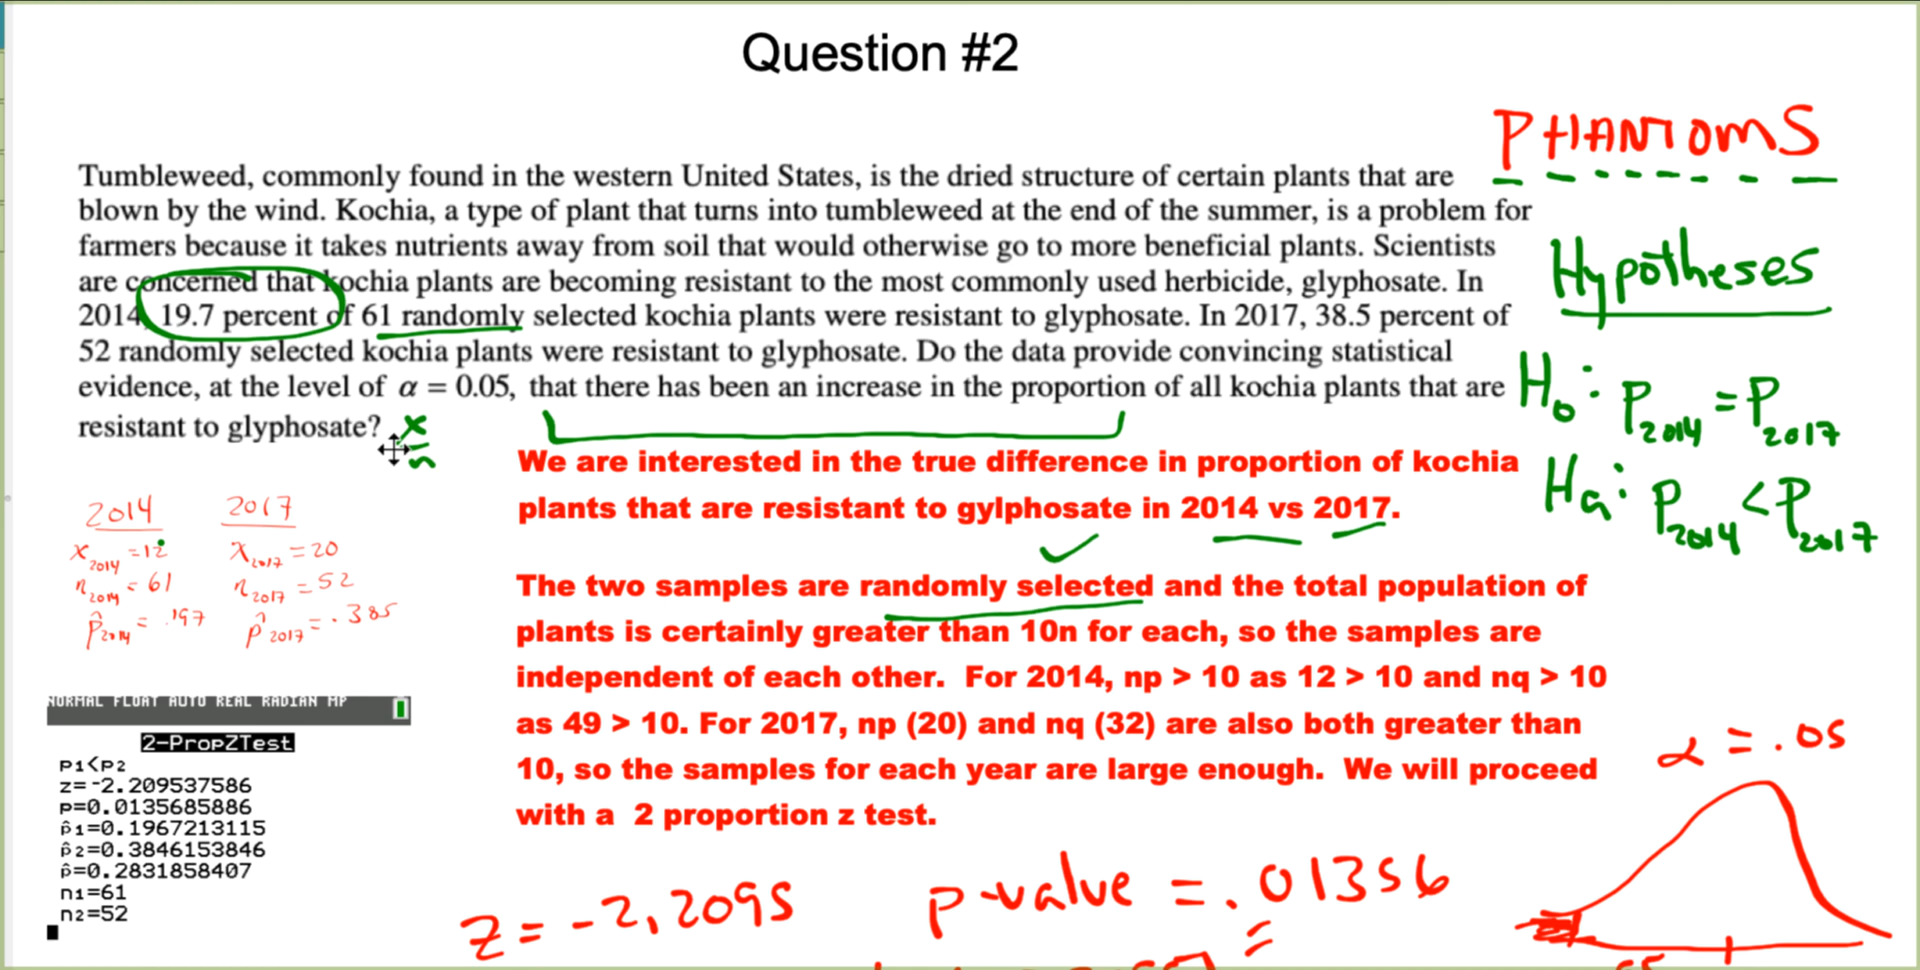 Question #2
PHANTOMS
Tumbleweed, commonly found in the western United States, is the dried structure of certain plants that are
blown by the wind. Kochia, a type of plant that turns into tumbleweed at the end of the summer, is a problem for
farmers because it takes nutrients away from soil that would otherwise go to more beneficial plants. Scientists
are concerned that kochia plants are becoming resistant to the most commonly used herbicide, glyphosate. In
2014, 19.7 percent of 61 randomly selected kochia plants were resistant to glyphosate. In 2017, 38.5 percent of
52 randomly selected kochia plants were resistant to glyphosate. Do the data provide convincing statistical
evidence, at the level of α = 0.05, that there has been an increase in the proportion of all kochia plants that are
resistant to glyphosate?
x
n
Hypotheses
H₀: P₂₀₁₄ = P₂₀₁₇
Hₐ: P₂₀₁₄ < P₂₀₁₇
We are interested in the true difference in proportion of kochia
plants that are resistant to gylphosate in 2014 vs 2017.
2014
x₂₀₁₄ = 12
n₂₀₁₄ = 61
p̂₂₀₁₄ = .197
2017
x₂₀₁₇ = 20
n₂₀₁₇ = 52
p̂₂₀₁₇ = .385
The two samples are randomly selected and the total population of
plants is certainly greater than 10n for each, so the samples are
independent of each other. For 2014, np > 10 as 12 > 10 and nq > 10
as 49 > 10. For 2017, np (20) and nq (32) are also both greater than
10, so the samples for each year are large enough. We will proceed
with a 2 proportion z test.
NORMAL FLOAT AUTO REAL RADIAN MP
2-PropZTest
p1<p2
z=-2.209537586
p=0.0135685886
p̂1=0.1967213115
p̂2=0.3846153846
p̂=0.2831858407
n1=61
n2=52
z = -2.2095
p-value = .01356
α = .05